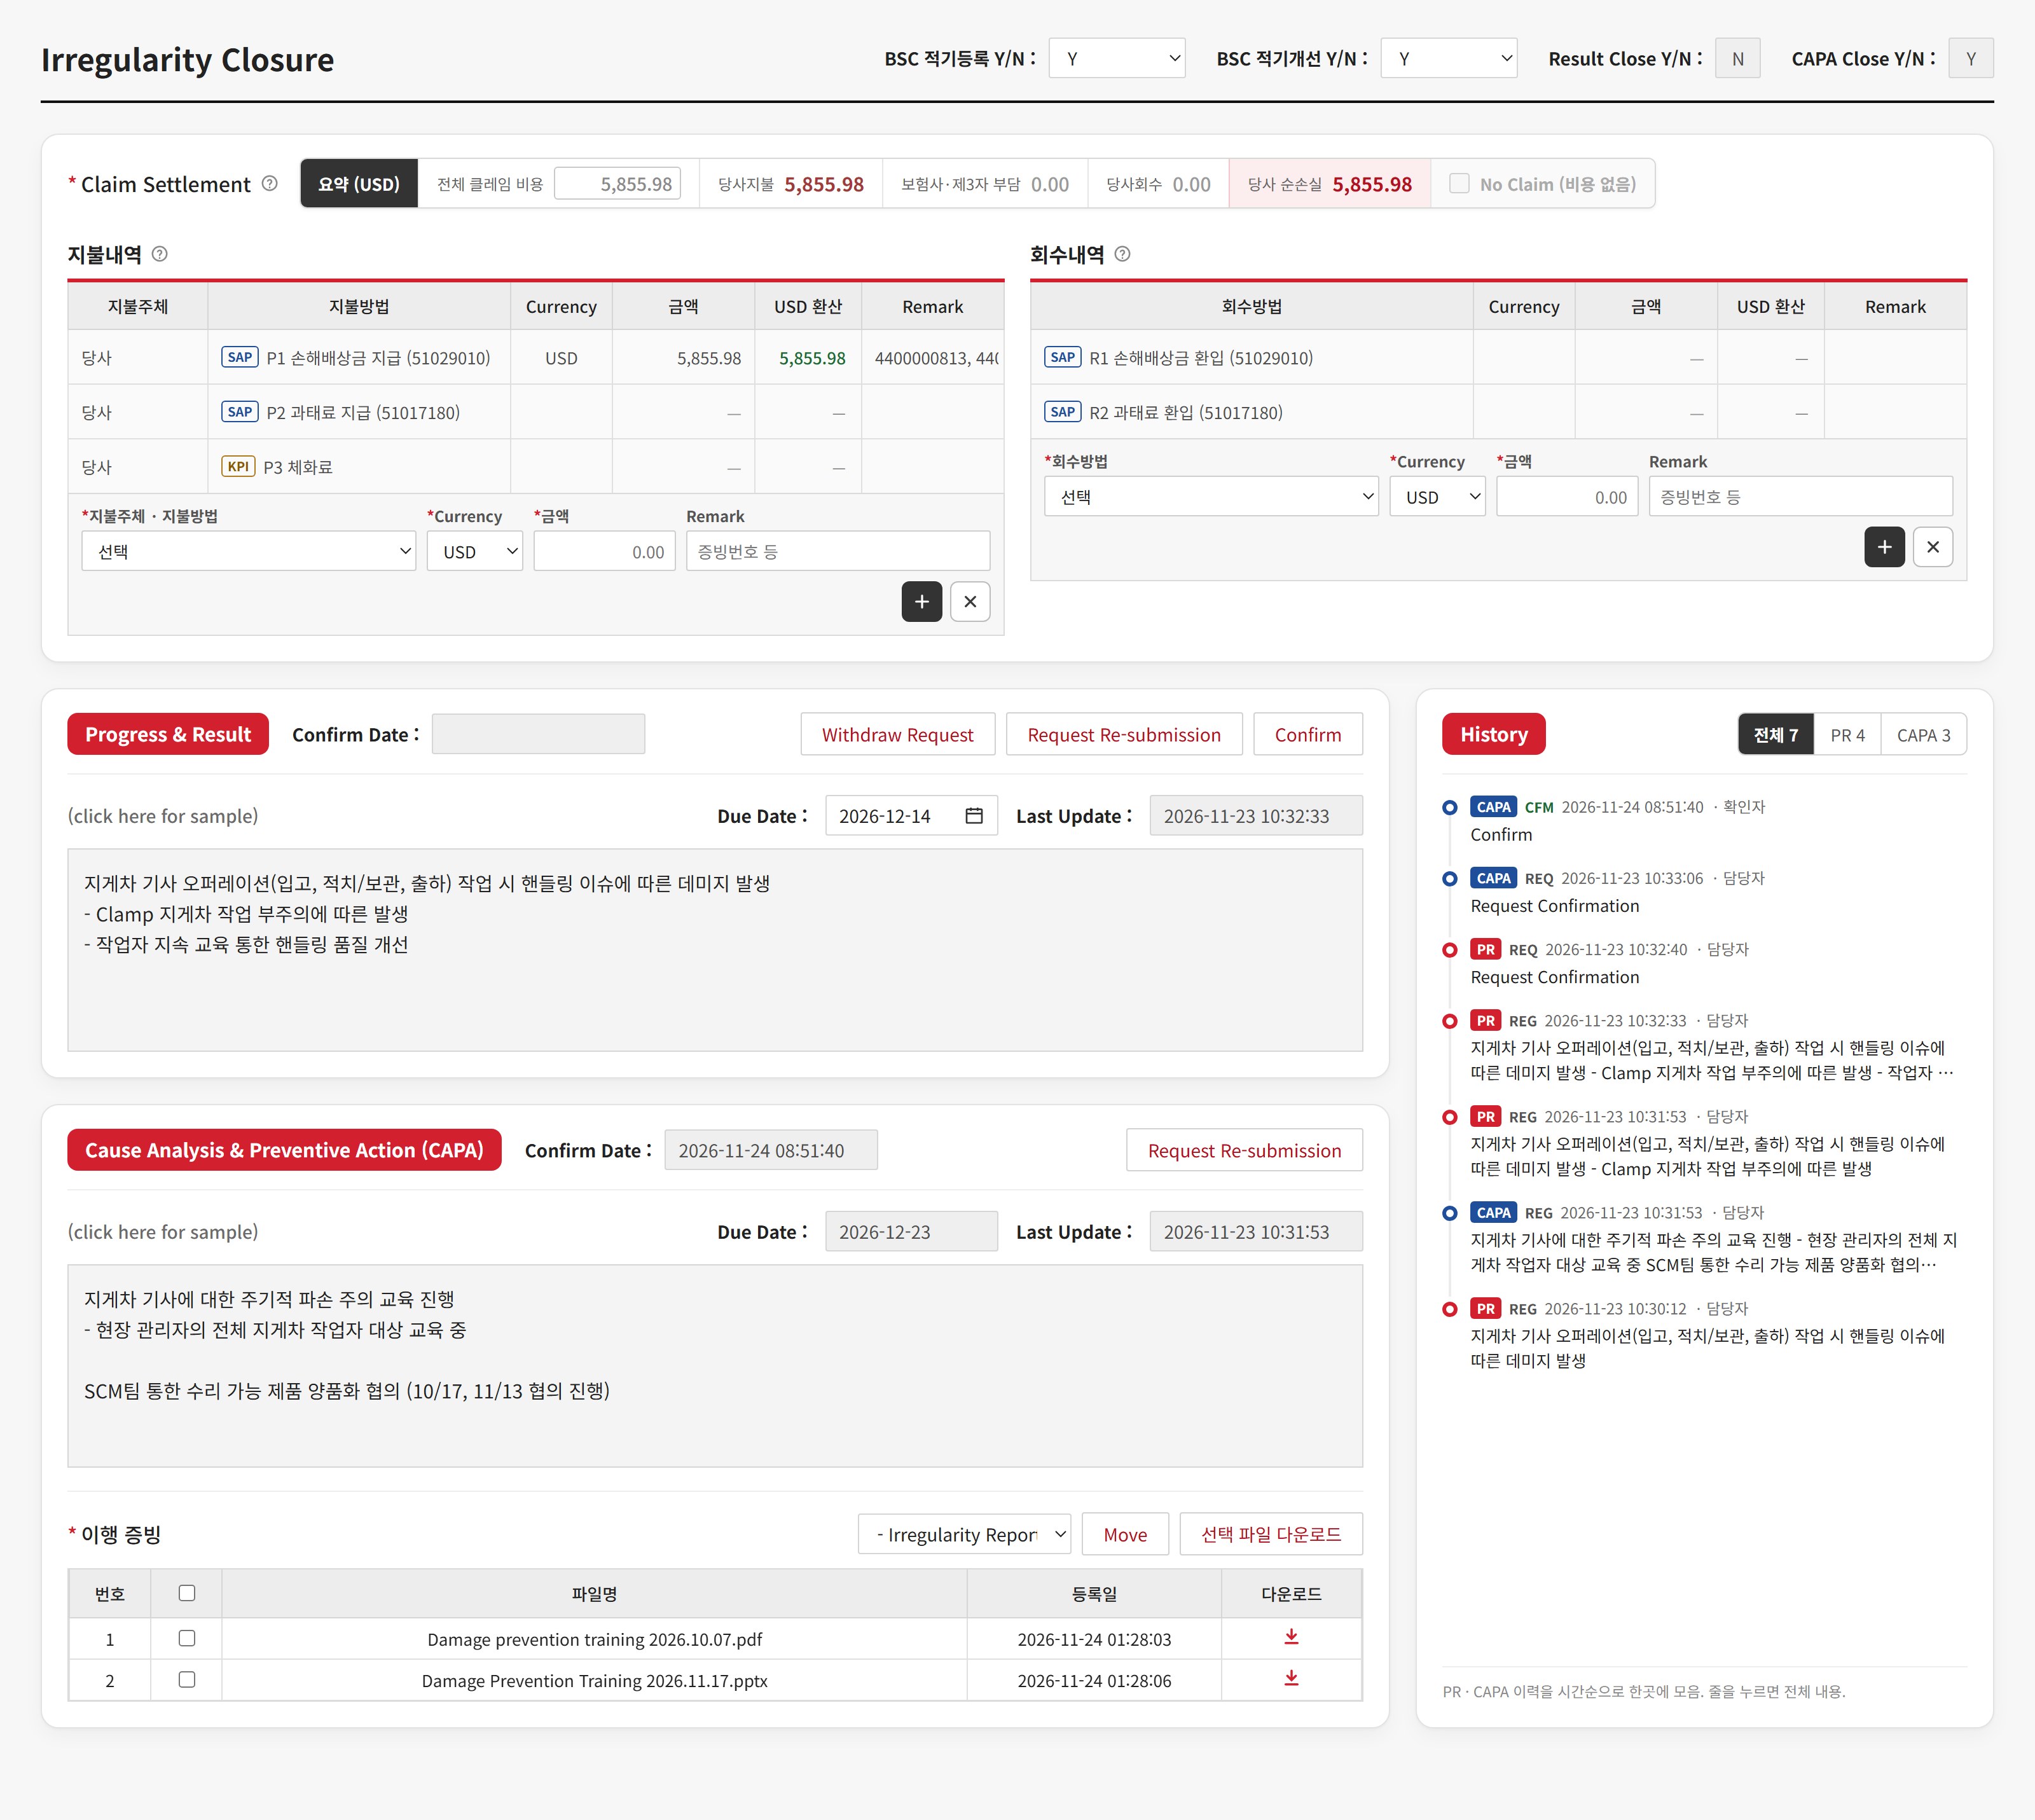 Irregularity Closure
BSC 적기등록 Y/N : Y
BSC 적기개선 Y/N : Y
Result Close Y/N : N
CAPA Close Y/N : Y
* Claim Settlement ?
요약 (USD) 전체 클레임 비용 5,855.98 당사지불 5,855.98 보험사·제3자 부담 0.00 당사회수 0.00 당사 순손실 5,855.98 No Claim (비용 없음)
지불내역 ?
지불주체 지불방법 Currency 금액 USD 환산 Remark
당사 SAP P1 손해배상금 지급 (51029010) USD 5,855.98 5,855.98 4400000813, 440
당사 SAP P2 과태료 지급 (51017180) — —
당사 KPI P3 체화료 — —
*지불주체 · 지불방법 *Currency *금액 Remark
선택 USD 0.00 증빙번호 등
+ ×
회수내역 ?
회수방법 Currency 금액 USD 환산 Remark
SAP R1 손해배상금 환입 (51029010) — —
SAP R2 과태료 환입 (51017180) — —
*회수방법 *Currency *금액 Remark
선택 USD 0.00 증빙번호 등
+ ×
Progress & Result Confirm Date : Withdraw Request Request Re-submission Confirm
(click here for sample) Due Date : 2026-12-14 Last Update : 2026-11-23 10:32:33
지게차 기사 오퍼레이션(입고, 적치/보관, 출하) 작업 시 핸들링 이슈에 따른 데미지 발생
- Clamp 지게차 작업 부주의에 따른 발생
- 작업자 지속 교육 통한 핸들링 품질 개선
Cause Analysis & Preventive Action (CAPA) Confirm Date : 2026-11-24 08:51:40 Request Re-submission
(click here for sample) Due Date : 2026-12-23 Last Update : 2026-11-23 10:31:53
지게차 기사에 대한 주기적 파손 주의 교육 진행
- 현장 관리자의 전체 지게차 작업자 대상 교육 중
SCM팀 통한 수리 가능 제품 양품화 협의 (10/17, 11/13 협의 진행)
* 이행 증빙 - Irregularity Repor Move 선택 파일 다운로드
번호 파일명 등록일 다운로드
1 Damage prevention training 2026.10.07.pdf 2026-11-24 01:28:03
2 Damage Prevention Training 2026.11.17.pptx 2026-11-24 01:28:06
History 전체 7 PR 4 CAPA 3
CAPA CFM 2026-11-24 08:51:40 · 확인자
Confirm
CAPA REQ 2026-11-23 10:33:06 · 담당자
Request Confirmation
PR REQ 2026-11-23 10:32:40 · 담당자
Request Confirmation
PR REG 2026-11-23 10:32:33 · 담당자
지게차 기사 오퍼레이션(입고, 적치/보관, 출하) 작업 시 핸들링 이슈에
따른 데미지 발생 - Clamp 지게차 작업 부주의에 따른 발생 - 작업자 …
PR REG 2026-11-23 10:31:53 · 담당자
지게차 기사 오퍼레이션(입고, 적치/보관, 출하) 작업 시 핸들링 이슈에
따른 데미지 발생 - Clamp 지게차 작업 부주의에 따른 발생
CAPA REG 2026-11-23 10:31:53 · 담당자
지게차 기사에 대한 주기적 파손 주의 교육 진행 - 현장 관리자의 전체 지
게차 작업자 대상 교육 중 SCM팀 통한 수리 가능 제품 양품화 협의…
PR REG 2026-11-23 10:30:12 · 담당자
지게차 기사 오퍼레이션(입고, 적치/보관, 출하) 작업 시 핸들링 이슈에
따른 데미지 발생
PR · CAPA 이력을 시간순으로 한곳에 모음. 줄을 누르면 전체 내용.